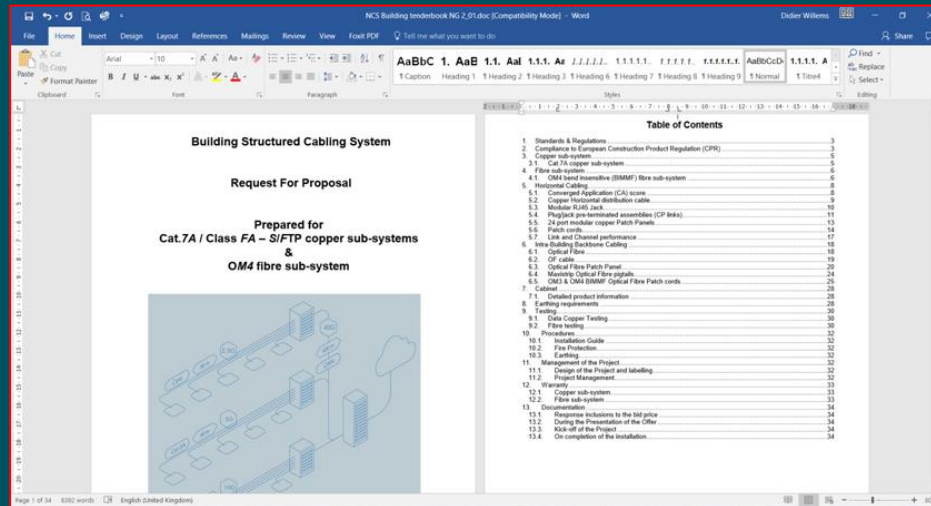 NCS Building tenderbook NG 2_01.doc [Compatibility Mode] - Word
Didier Willems
File Home Insert Design Layout References Mailings Review View Foxit PDF Tell me what you want to do
Share
Paste
Cut
Copy
Format Painter
Clipboard
Arial 10
Font
Paragraph
AaBbC 1. AaB 1.1. Aal 1.1.1. Aa
AaBbCcD
¶ Caption Heading 1 ¶ Heading 2 ¶ Heading 3 ¶ Heading 6 ¶ Heading 7 ¶ Heading 8 ¶ Heading 9 ¶ Normal ¶ Titre4
Styles
Find
Replace
Select
Editing
Building Structured Cabling System
Request For Proposal
Prepared for
Cat.7A / Class FA – S/FTP copper sub-systems
&
OM4 fibre sub-system
Table of Contents
1. Standards & Regulations 3
2. Compliance to European Construction Product Regulation (CPR) 3
3. Copper sub-system 5
3.1. Cat.7A copper sub-system 5
4. Fibre sub-system 6
4.1. OM4 bend insensitive (BIMMF) fibre sub-system 6
5. Horizontal Cabling 8
5.1. Converged Application (CA) score 8
5.2. Copper Horizontal distribution cable 9
5.3. Modular RJ45 Jack 10
5.4. Plug/jack pre-terminated assemblies (CP links) 11
5.5. 24 port modular copper Patch Panels 13
5.6. Patch cords 14
5.7. Link and Channel performance 17
6. Intra-Building Backbone Cabling 18
6.1. Optical Fibre 18
6.2. OF cable 19
6.3. Optical Fibre Patch Panel 20
6.4. Maxistrip Optical Fibre pigtails 24
6.5. OM3 & OM4 BIMMF Optical Fibre Patch cords 25
7. Cabinet 28
7.1. Detailed product information 28
8. Earthing requirements 28
9. Testing 30
9.1. Data Copper Testing 30
9.2. Fibre testing 30
10. Procedures 32
10.1. Installation Guide 32
10.2. Fire Protection 32
10.3. Earthing 32
11. Management of the Project 32
11.1. Design of the Project and labelling 32
11.2. Project Management 32
12. Warranty 33
12.1. Copper sub-system 33
12.2. Fibre sub-system 33
13. Documentation 34
13.1. Response inclusions to the bid price 34
13.2. During the Presentation of the Offer 34
13.3. Kick-off of the Project 34
13.4. On completion of the installation 34
Page 1 of 34 8392 words English (United Kingdom)